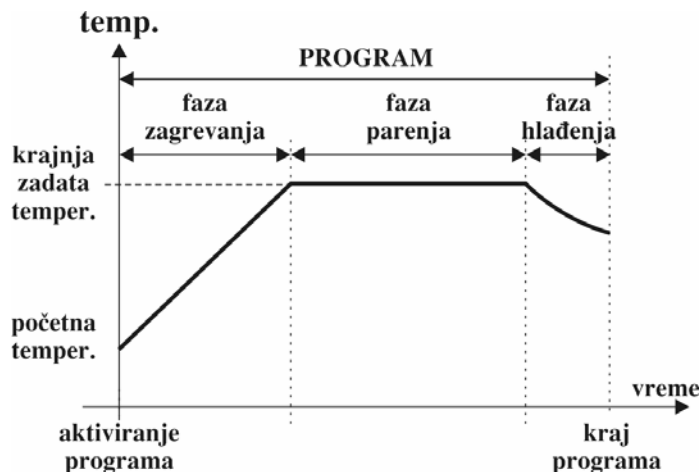 temp.
PROGRAM
faza
zagrevanja
faza
parenja
faza
hlađenja
krajnja
zadata
temper.
početna
temper.
vreme
aktiviranje
programa
kraj
programa